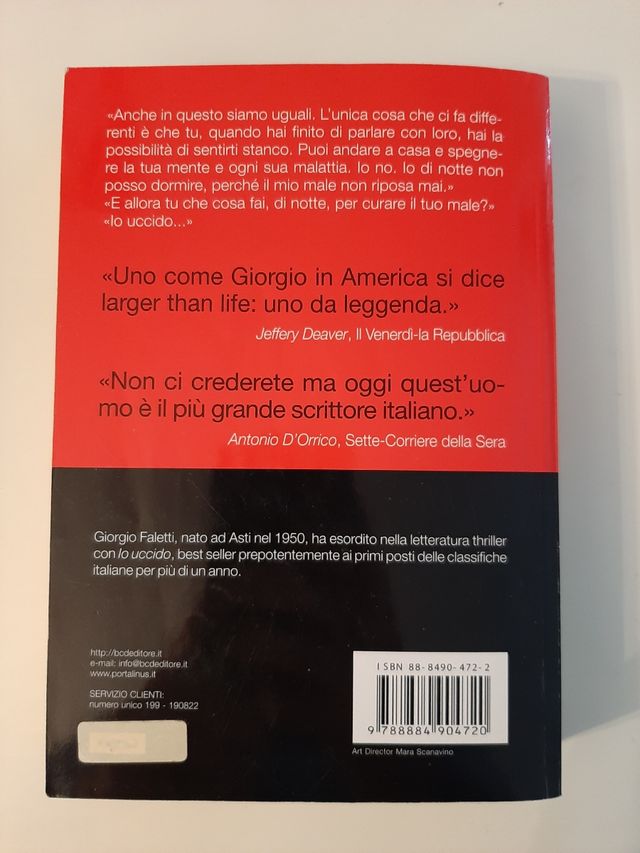 «Anche in questo siamo uguali. L'unica cosa che ci fa diffe-
renti è che tu, quando hai finito di parlare con loro, hai la
possibilità di sentirti stanco. Puoi andare a casa e spegne-
re la tua mente e ogni sua malattia. Io no. Io di notte non
posso dormire, perché il mio male non riposa mai.»
«E allora tu che cosa fai, di notte, per curare il tuo male?»
«Io uccido...»
«Uno come Giorgio in America si dice
larger than life: uno da leggenda.»
Jeffery Deaver, Il Venerdì-la Repubblica
«Non ci crederete ma oggi quest'uo-
mo è il più grande scrittore italiano.»
Antonio D'Orrico, Sette-Corriere della Sera
Giorgio Faletti, nato ad Asti nel 1950, ha esordito nella letteratura thriller
con Io uccido, best seller prepotentemente ai primi posti delle classifiche
italiane per più di un anno.
http://bcdeditore.it
e-mail: info@bcdeditore.it
www.portalinus.it
SERVIZIO CLIENTI:
numero unico 199 - 190822
ISBN 88-8490-472-2
9 788884 904720
Art Director Mara Scanavino